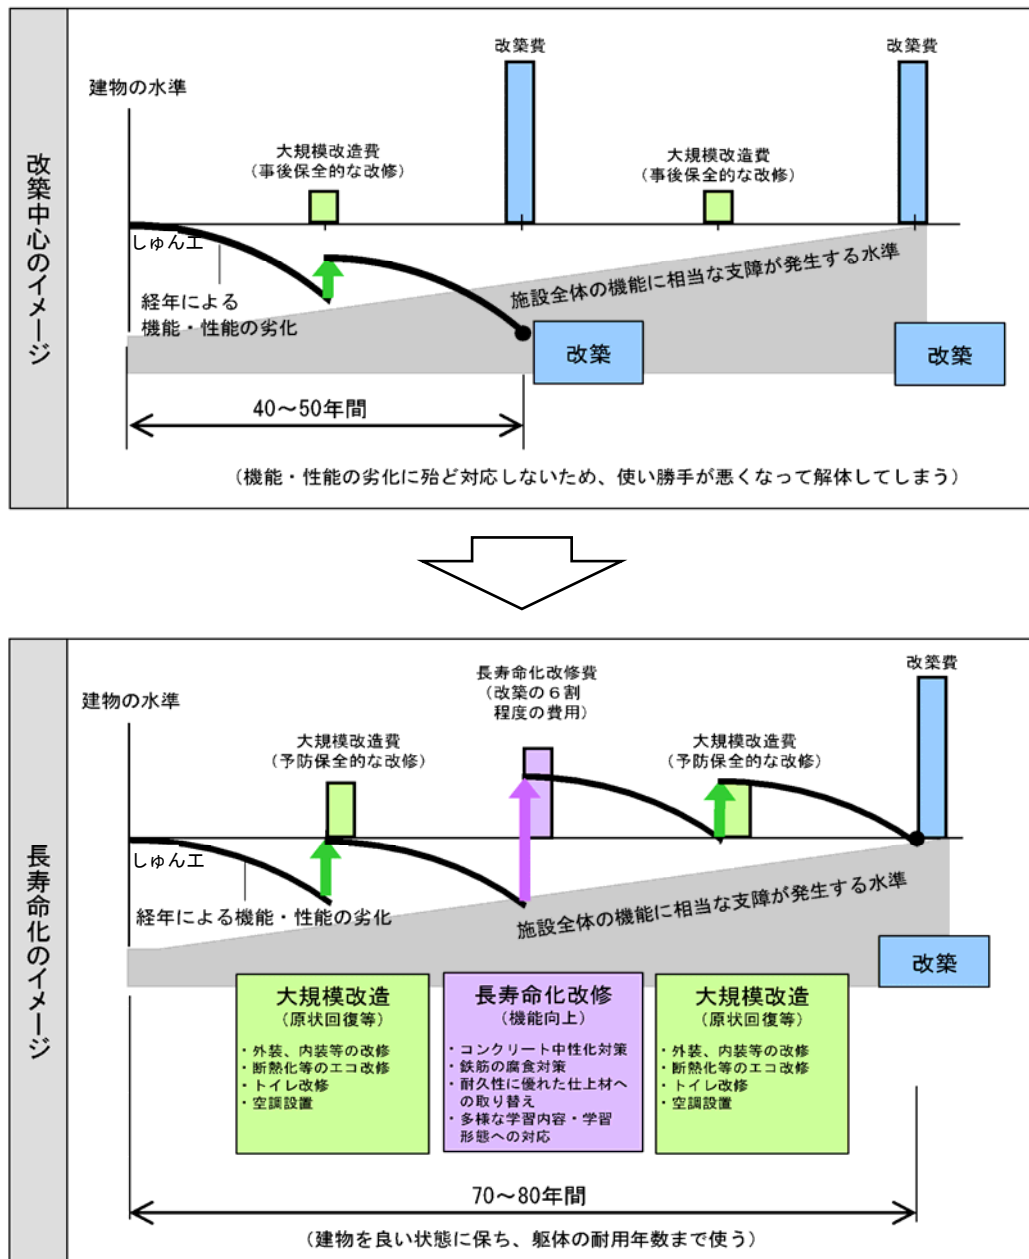 改築中心のイメージ
改築費
改築費
建物の水準
大規模改造費
（事後保全的な改修）
大規模改造費
（事後保全的な改修）
しゅん工
経年による
機能・性能の劣化
施設全体の機能に相当な支障が発生する水準
改築
改築
40～50年間
（機能・性能の劣化に殆ど対応しないため、使い勝手が悪くなって解体してしまう）
長寿命化のイメージ
改築費
長寿命化改修費
（改築の６割
程度の費用）
建物の水準
大規模改造費
（予防保全的な改修）
大規模改造費
（予防保全的な改修）
しゅん工
経年による機能・性能の劣化
施設全体の機能に相当な支障が発生する水準
改築
大規模改造
（原状回復等）
・外装、内装等の改修
・断熱化等のエコ改修
・トイレ改修
・空調設置
長寿命化改修
（機能向上）
・コンクリート中性化対策
・鉄筋の腐食対策
・耐久性に優れた仕上材へ
の取り替え
・多様な学習内容・学習
形態への対応
大規模改造
（原状回復等）
・外装、内装等の改修
・断熱化等のエコ改修
・トイレ改修
・空調設置
70～80年間
（建物を良い状態に保ち、躯体の耐用年数まで使う）